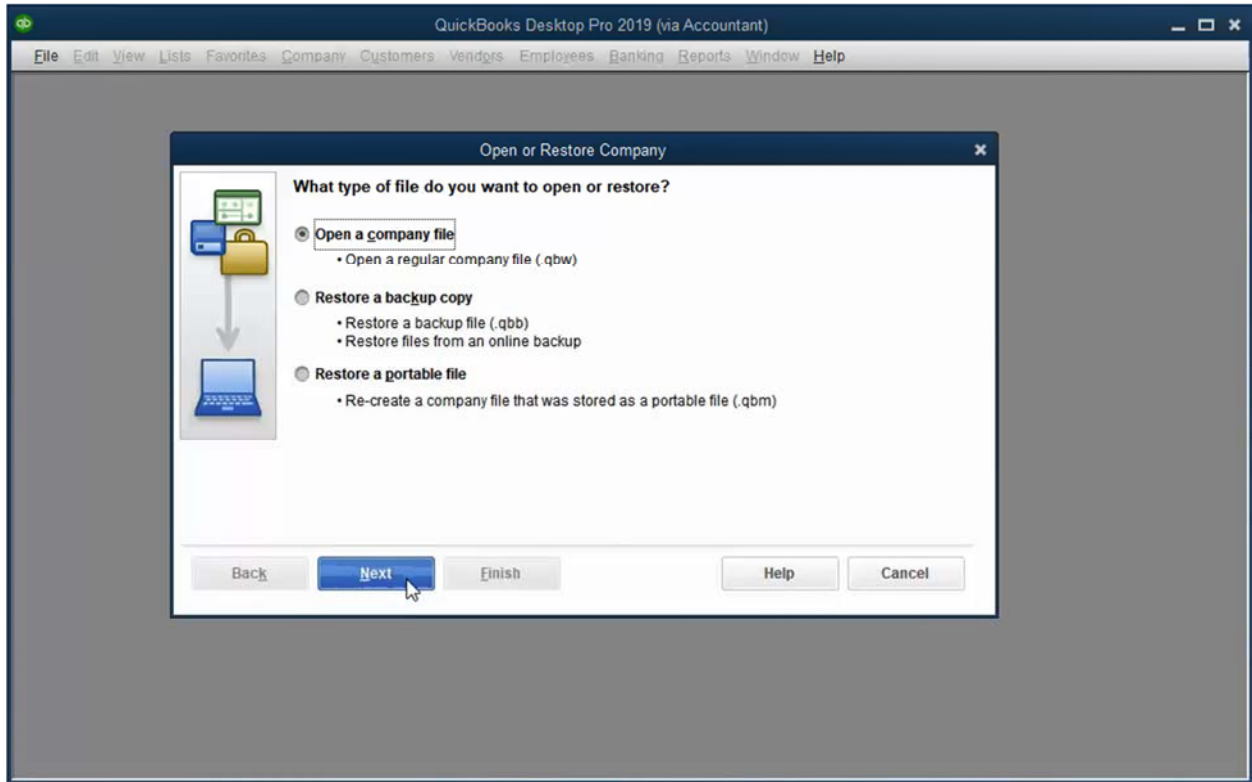 qb QuickBooks Desktop Pro 2019 (via Accountant)
File Edit View Lists Favorites Company Customers Vendors Employees Banking Reports Window Help
Open or Restore Company
What type of file do you want to open or restore?
Open a company file
• Open a regular company file (.qbw)
Restore a backup copy
• Restore a backup file (.qbb)
• Restore files from an online backup
Restore a portable file
• Re-create a company file that was stored as a portable file (.qbm)
Back Next Finish Help Cancel